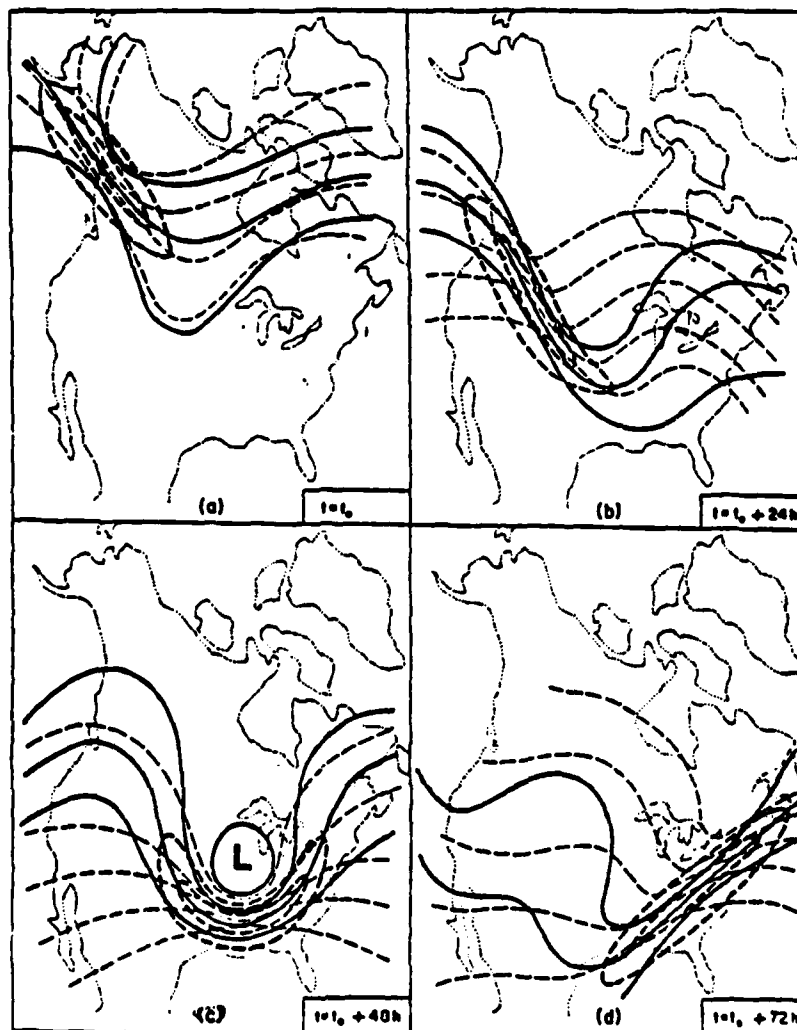 (a)
t=t₀
(b)
t=t₀ + 24h
L
(c)
t=t₀ + 48h
(d)
t=t₀ + 72h